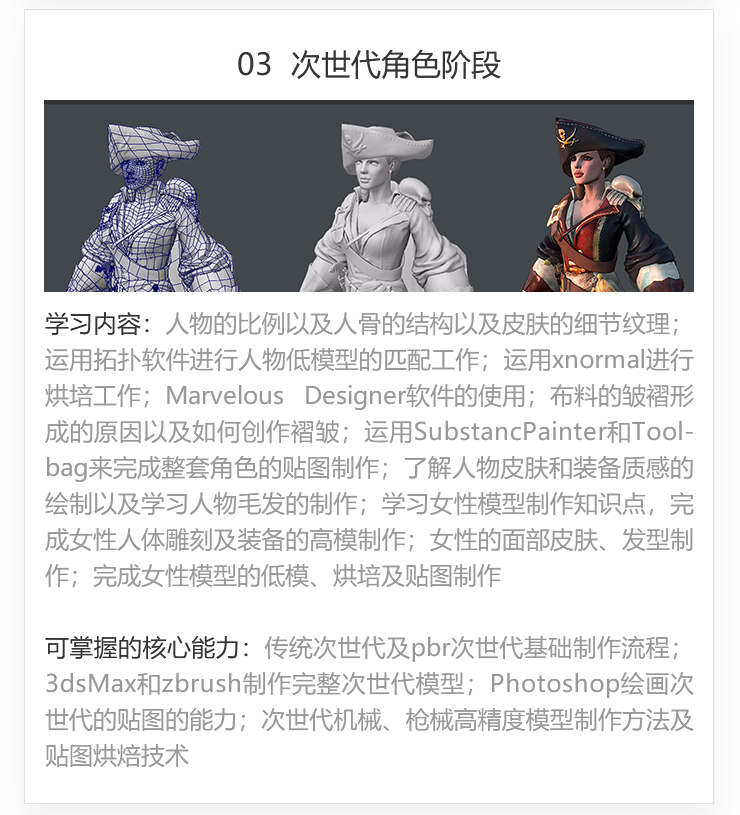 03 次世代角色阶段
学习内容：人物的比例以及人骨的结构以及皮肤的细节纹理；
运用拓扑软件进行人物低模型的匹配工作；运用xnormal进行
烘培工作；Marvelous Designer软件的使用；布料的皱褶形
成的原因以及如何创作褶皱；运用SubstancPainter和Tool-
bag来完成整套角色的贴图制作；了解人物皮肤和装备质感的
绘制以及学习人物毛发的制作；学习女性模型制作知识点，完
成女性人体雕刻及装备的高模制作；女性的面部皮肤、发型制
作；完成女性模型的低模、烘培及贴图制作
可掌握的核心能力：传统次世代及pbr次世代基础制作流程；
3dsMax和zbrush制作完整次世代模型；Photoshop绘画次
世代的贴图的能力；次世代机械、枪械高精度模型制作方法及
贴图烘焙技术